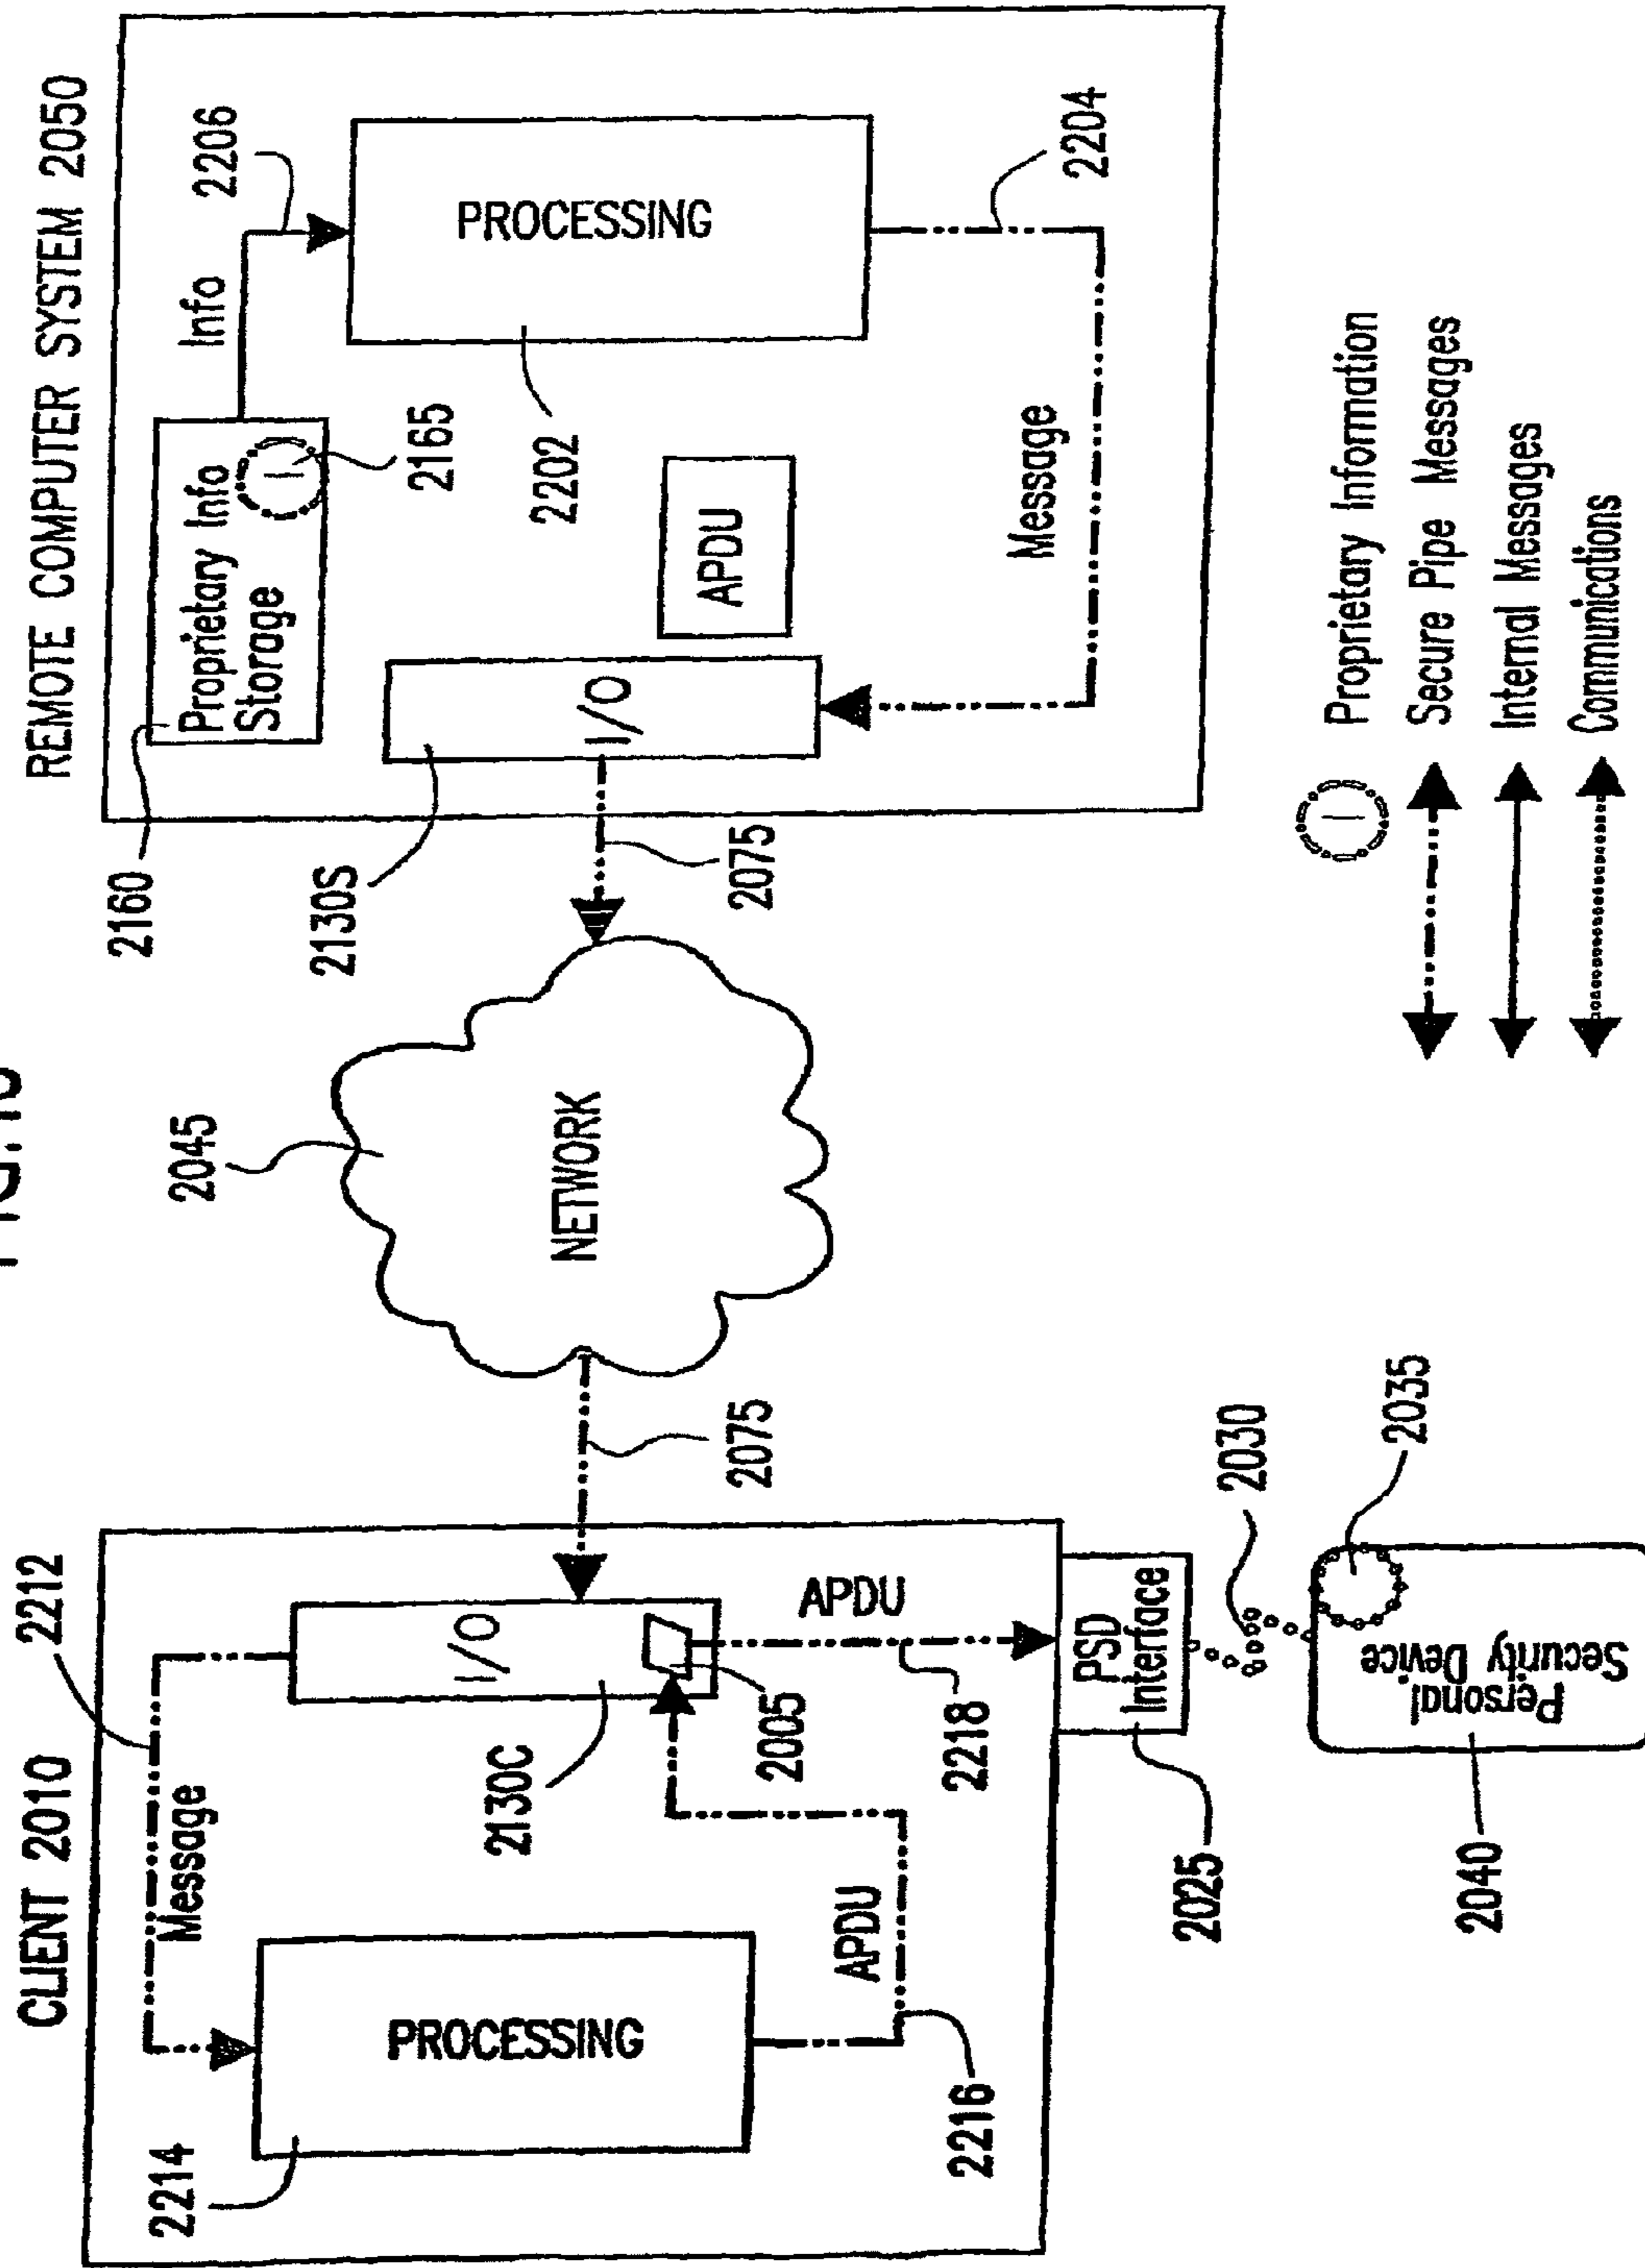 CLIENT 2010
2212
Message
2214
PROCESSING
I/O
2130C
2005
APDU
2216
APDU
2218
PSD
Interface
2025
2030
2035
Personal
Security Device
2040
2045
NETWORK
2075
2075
REMOTE COMPUTER SYSTEM 2050
2160
Proprietary Info
Storage
I
2165
Info
2206
PROCESSING
2202
2204
APDU
Message
I/O
2130S
I
Proprietary Information
Secure Pipe Messages
Internal Messages
Communications